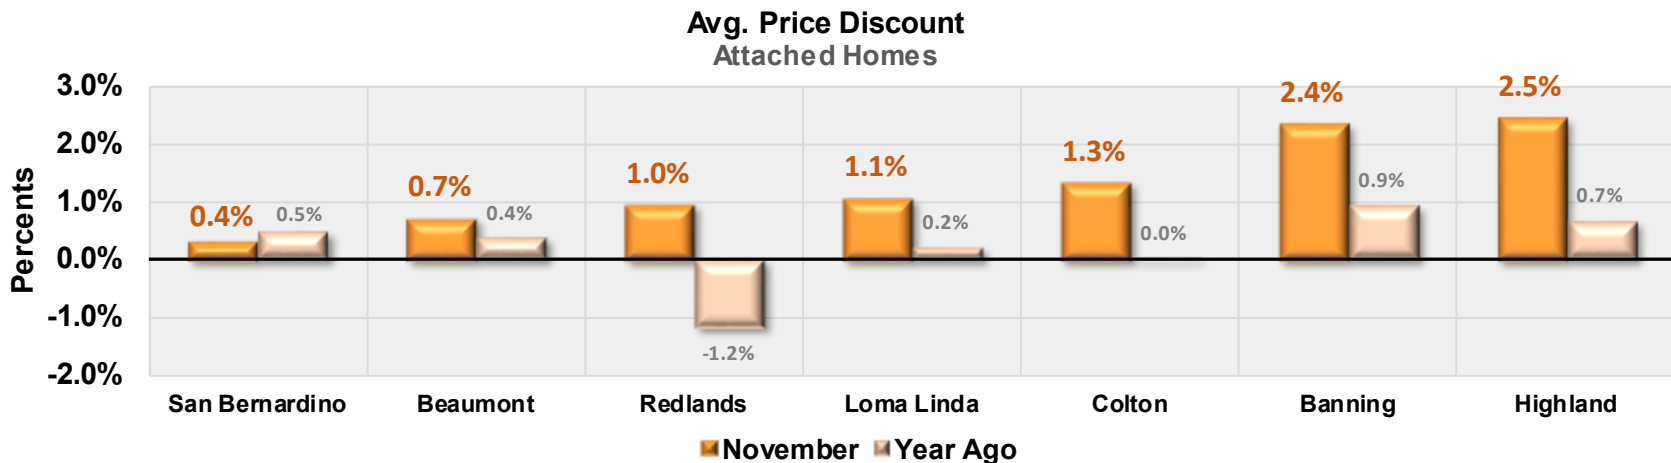 Avg. Price Discount
Attached Homes
Percents
3.0%
2.0%
1.0%
0.0%
-1.0%
-2.0%
0.4%
0.5%
0.7%
0.4%
1.0%
-1.2%
1.1%
0.2%
1.3%
0.0%
2.4%
0.9%
2.5%
0.7%
San Bernardino
Beaumont
Redlands
Loma Linda
Colton
Banning
Highland
November
Year Ago